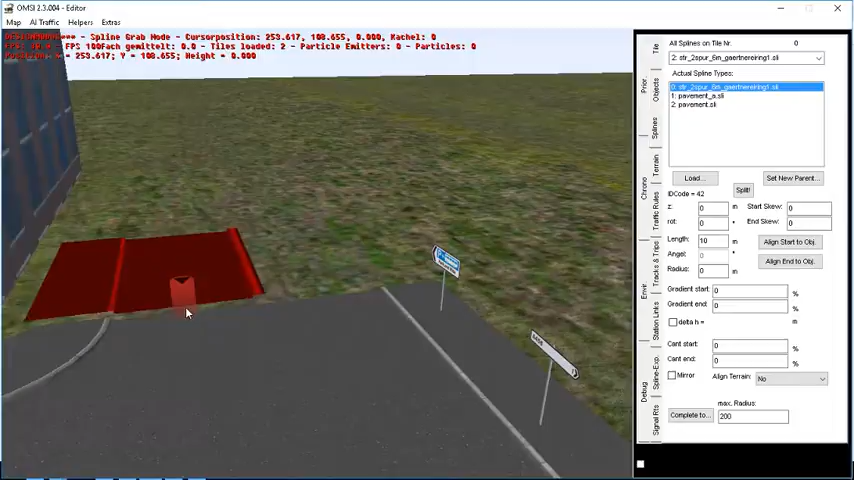 OMSI 2.3.004 - Editor
Map AI Traffic Helpers Extras
Spline Grab Mode - Cursorposition: 253.617, 108.655, 0.000, Kachel: 0
FPS 100Fach gemittelt: 0.0 - Tiles loaded: 2 - Particle Emitters: 0 - Particles: 0
Position: X = 253.617; Y = 108.655; Height = 0.000
All Splines on Tile Nr. 0
2: str_2spur_6m_gaertnereiring1.sli
Actual Spline Types:
0: str_2spur_6m_gaertnereiring1.sli
1: pavement_a.sli
2: pavement.sli
Load...
Set New Parent...
IDCode = 42
Split!
z: 0 m
Start Skew: 0
rot: 0 °
End Skew: 0
Length: 10 m
Align Start to Obj.
Angel: 0 °
Align End to Obj.
Radius: 0 m
Gradient start: 0 %
Gradient end: 0 %
delta h = m
Cant start: 0 %
Cant end: 0 %
Mirror
Align Terrain: No
max. Radius:
Complete to... 200
Tile
Objects
Splines
Terrain
Traffic Rules
Tracks & Trips
Station Links
Spline-Exp.
Signal Rts
Prior.
Chrono
Envir.
Debug